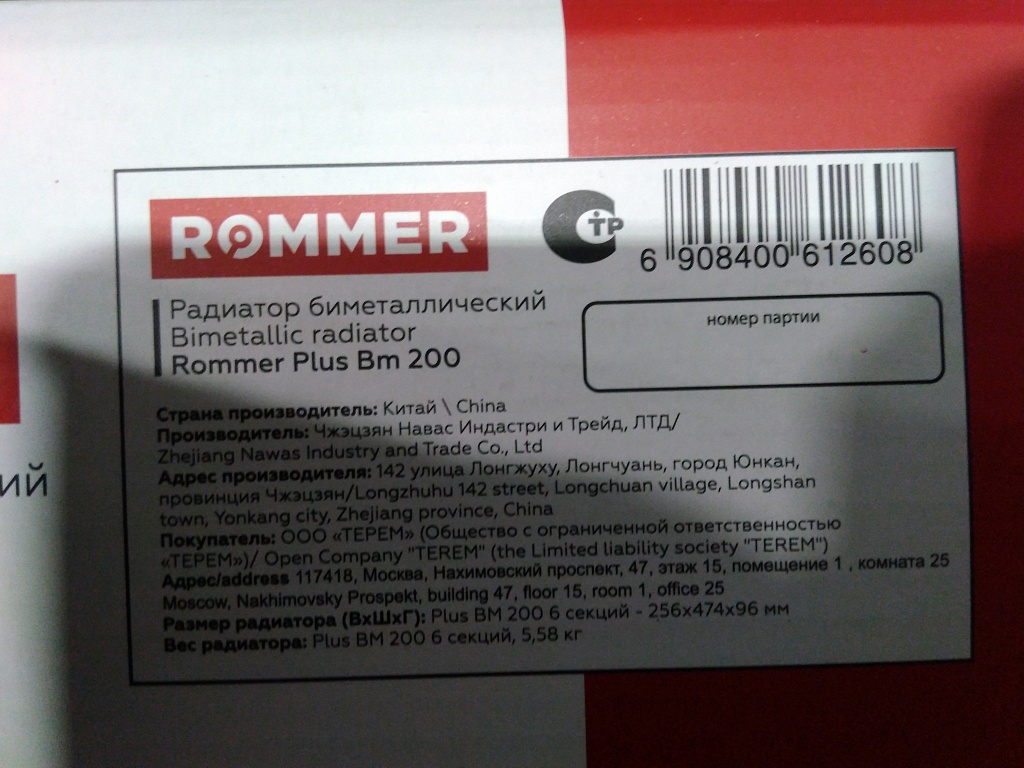 ROMMER
ТР
6 908400 612608
Радиатор биметаллический
Bimetallic radiator
Rommer Plus Bm 200
номер партии
Страна производитель: Китай \ China
Производитель: Чжэцзян Навас Индастри и Трейд, ЛТД/
Zhejiang Nawas Industry and Trade Co., Ltd
Адрес производителя: 142 улица Лонгжуху, Лонгчуань, город Юнкан,
провинция Чжэцзян/Longzhuhu 142 street, Longchuan village, Longshan
town, Yonkang city, Zhejiang province, China
Покупатель: ООО «ТЕРЕМ» (Общество с ограниченной ответственностью
«ТЕРЕМ»)/ Open Company "TEREM" (the Limited liability society "TEREM")
Адрес/address 117418, Москва, Нахимовский проспект, 47, этаж 15, помещение 1 , комната 25
Moscow, Nakhimovsky Prospekt, building 47, floor 15, room 1, office 25
Размер радиатора (ВxШxГ): Plus BM 200 6 секций - 256x474x96 мм
Вес радиатора: Plus BM 200 6 секций, 5,58 кг
ий